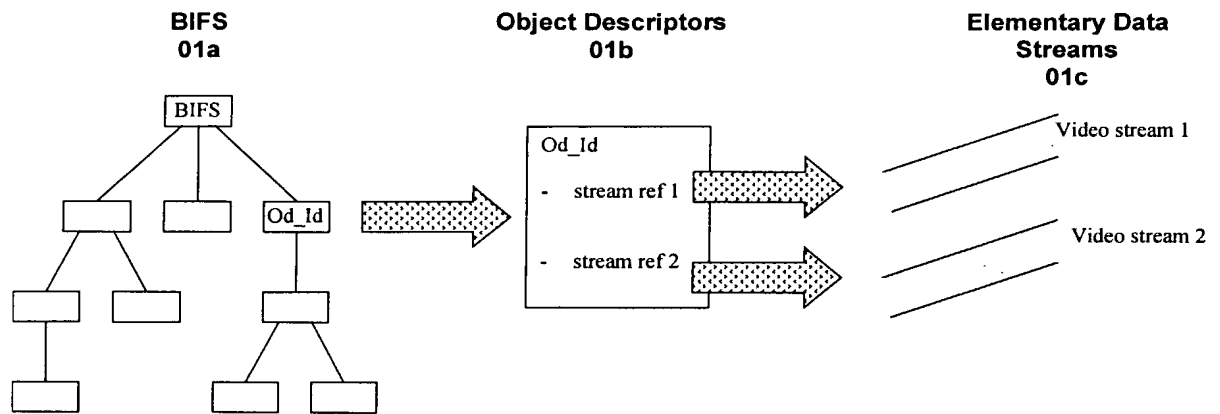 BIFS
01a
Object Descriptors
01b
Elementary Data
Streams
01c
BIFS
Od_Id
Od_Id
- stream ref 1
- stream ref 2
Video stream 1
Video stream 2